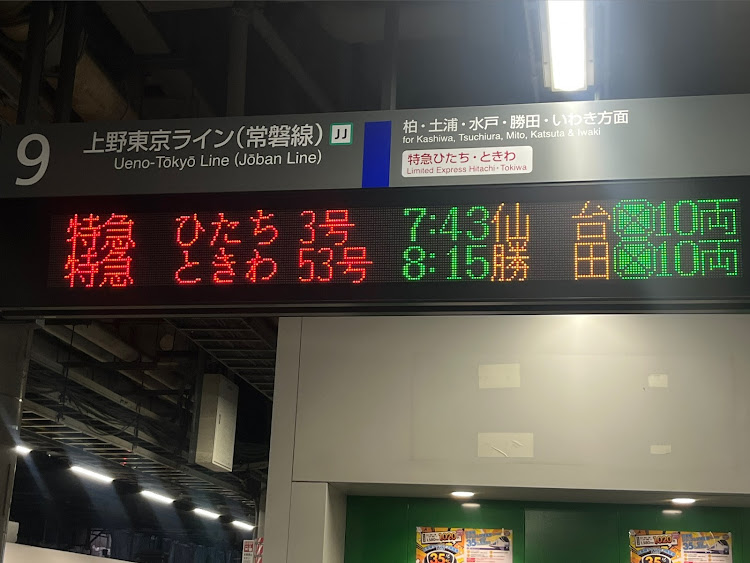 9
上野東京ライン(常磐線) JJ
Ueno-Tōkyō Line (Jōban Line)
柏・土浦・水戸・勝田・いわき方面
for Kashiwa, Tsuchiura, Mito, Katsuta & Iwaki
特急ひたち・ときわ
Limited Express Hitachi・Tokiwa
特急 ひたち 3号 7:43 仙台 10両
特急 ときわ 53号 8:15 勝田 10両